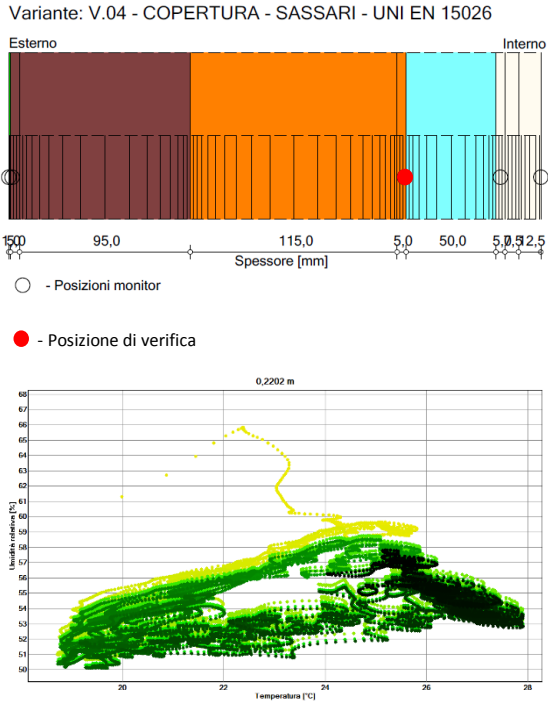 Variante: V.04 - COPERTURA - SASSARI - UNI EN 15026
Esterno Interno
95,0 115,0 5,0 50,0 12,5
Spessore [mm]
- Posizioni monitor
- Posizione di verifica
0,2202 m
68
67
66
65
64
63
62
61
60
59
58
57
56
55
54
53
52
51
50
Umidità relativa [%]
20 22 24 26 28
Temperatura [°C]